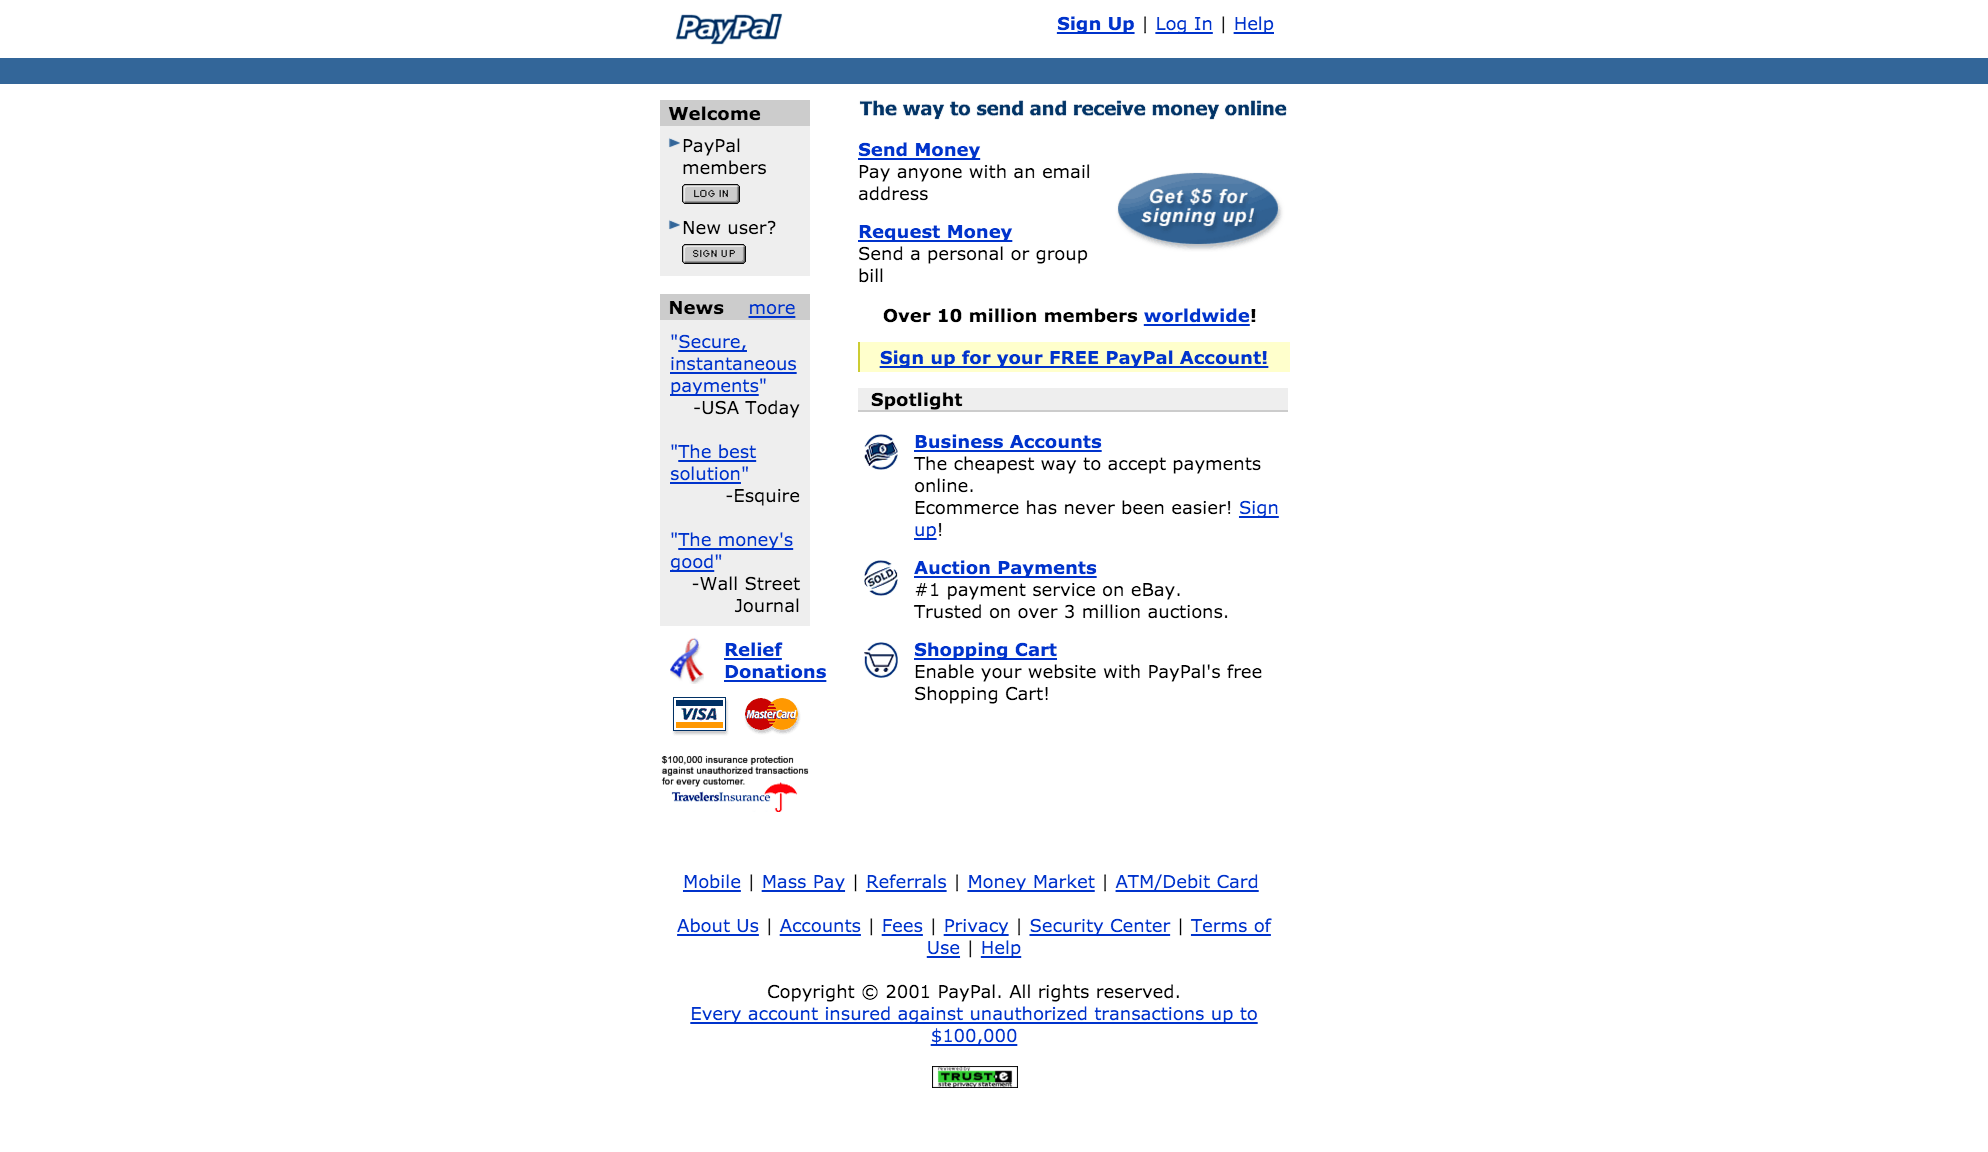 PayPal
Sign Up | Log In | Help
Welcome
PayPal
members
LOG IN
New user?
SIGN UP
News more
"Secure,
instantaneous
payments"
-USA Today
"The best
solution"
-Esquire
"The money's
good"
-Wall Street
Journal
Relief
Donations
VISA
MasterCard
$100,000 insurance protection
against unauthorized transactions
for every customer.
TravelersInsurance
The way to send and receive money online
Send Money
Pay anyone with an email
address
Request Money
Send a personal or group
bill
Get $5 for
signing up!
Over 10 million members worldwide!
Sign up for your FREE PayPal Account!
Spotlight
Business Accounts
The cheapest way to accept payments
online.
Ecommerce has never been easier! Sign
up!
SOLD
Auction Payments
#1 payment service on eBay.
Trusted on over 3 million auctions.
Shopping Cart
Enable your website with PayPal's free
Shopping Cart!
Mobile | Mass Pay | Referrals | Money Market | ATM/Debit Card
About Us | Accounts | Fees | Privacy | Security Center | Terms of
Use | Help
Copyright © 2001 PayPal. All rights reserved.
Every account insured against unauthorized transactions up to
$100,000
reviewed by
TRUSTe
site privacy statement